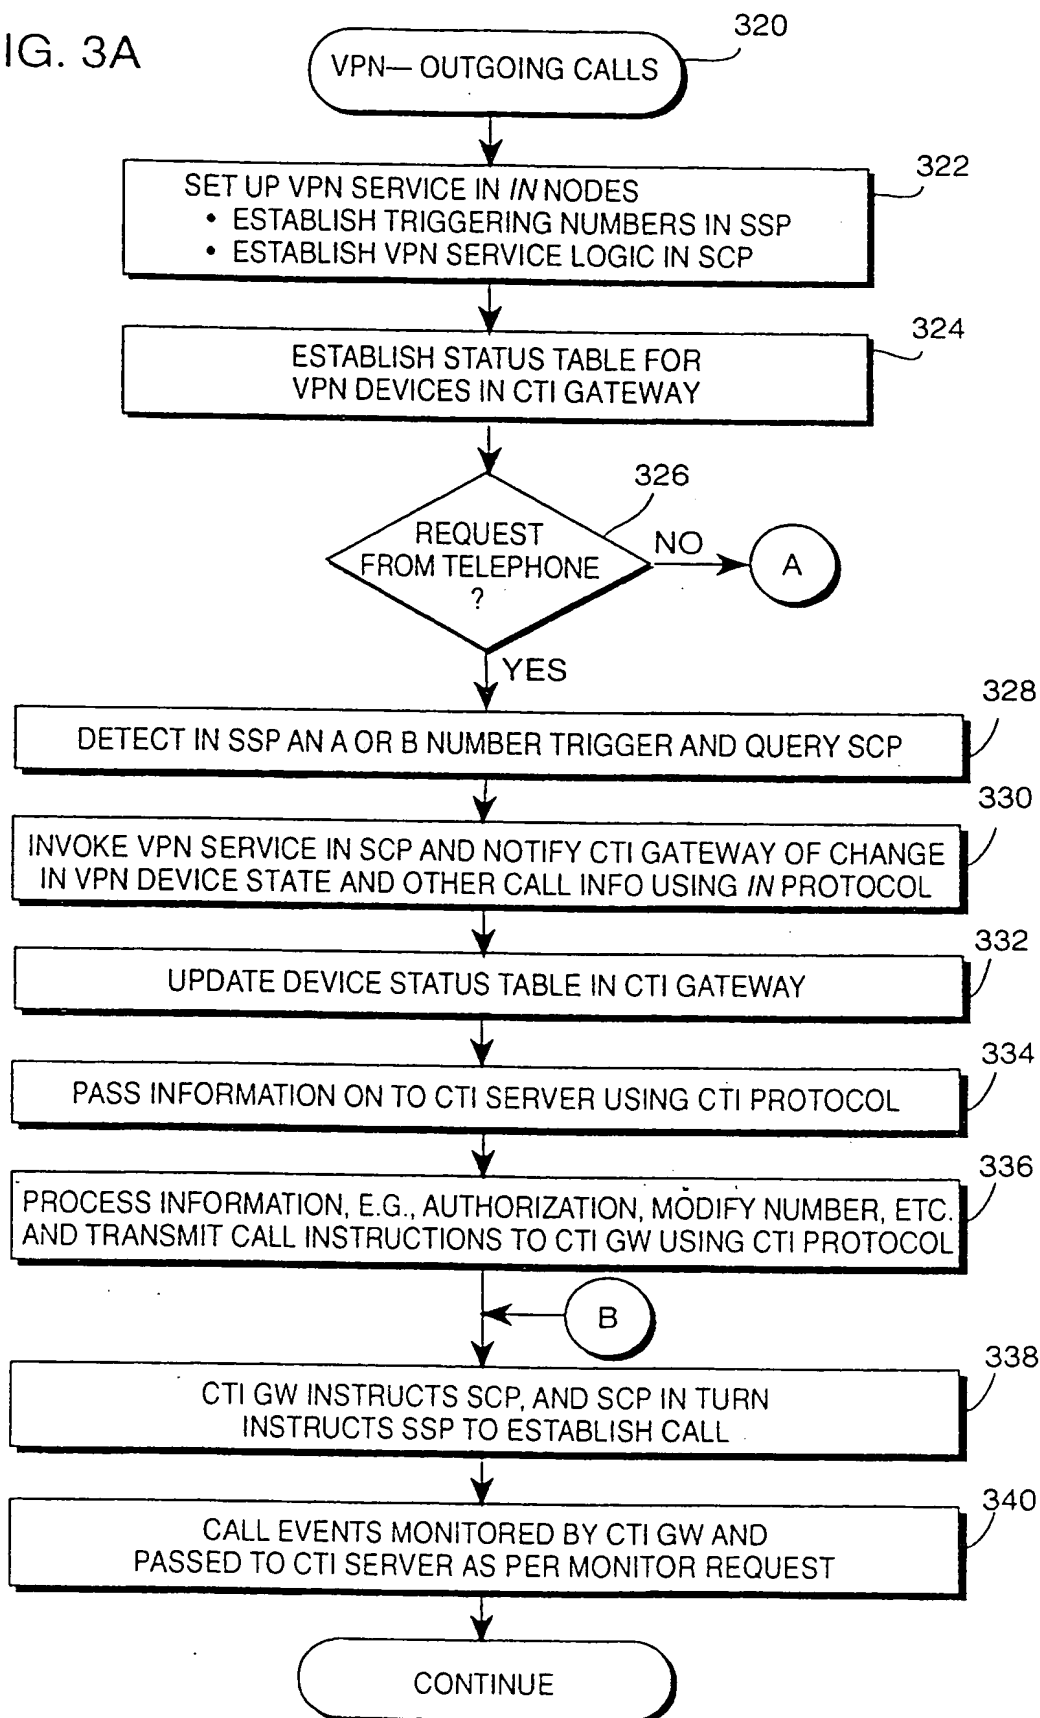 IG. 3A
320
VPN— OUTGOING CALLS
322
SET UP VPN SERVICE IN IN NODES
• ESTABLISH TRIGGERING NUMBERS IN SSP
• ESTABLISH VPN SERVICE LOGIC IN SCP
324
ESTABLISH STATUS TABLE FOR
VPN DEVICES IN CTI GATEWAY
326
REQUEST
FROM TELEPHONE
?
NO
A
YES
328
DETECT IN SSP AN A OR B NUMBER TRIGGER AND QUERY SCP
330
INVOKE VPN SERVICE IN SCP AND NOTIFY CTI GATEWAY OF CHANGE
IN VPN DEVICE STATE AND OTHER CALL INFO USING IN PROTOCOL
332
UPDATE DEVICE STATUS TABLE IN CTI GATEWAY
334
PASS INFORMATION ON TO CTI SERVER USING CTI PROTOCOL
336
PROCESS INFORMATION, E.G., AUTHORIZATION, MODIFY NUMBER, ETC.
AND TRANSMIT CALL INSTRUCTIONS TO CTI GW USING CTI PROTOCOL
B
338
CTI GW INSTRUCTS SCP, AND SCP IN TURN
INSTRUCTS SSP TO ESTABLISH CALL
340
CALL EVENTS MONITORED BY CTI GW AND
PASSED TO CTI SERVER AS PER MONITOR REQUEST
CONTINUE